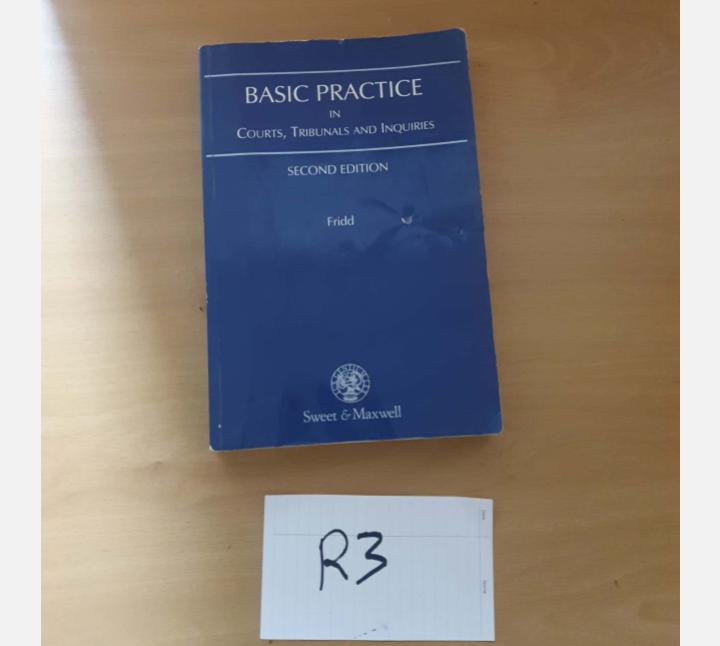 BASIC PRACTICE
IN
COURTS, TRIBUNALS AND INQUIRIES
SECOND EDITION
Fridd
Sweet & Maxwell
R3